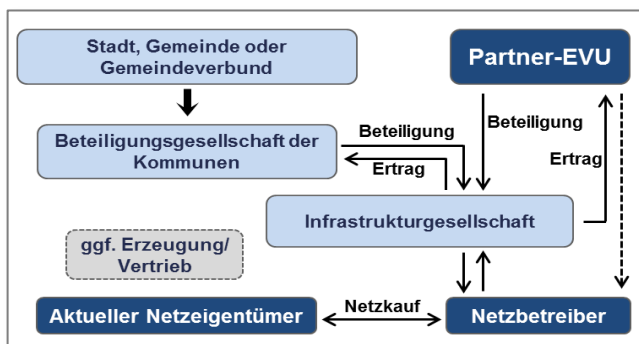 Stadt, Gemeinde oder
Gemeindeverbund
Partner-EVU
Beteiligungsgesellschaft der
Kommunen
Beteiligung
Ertrag
Beteiligung
Ertrag
Infrastrukturgesellschaft
ggf. Erzeugung/
Vertrieb
Aktueller Netzeigentümer
Netzkauf
Netzbetreiber